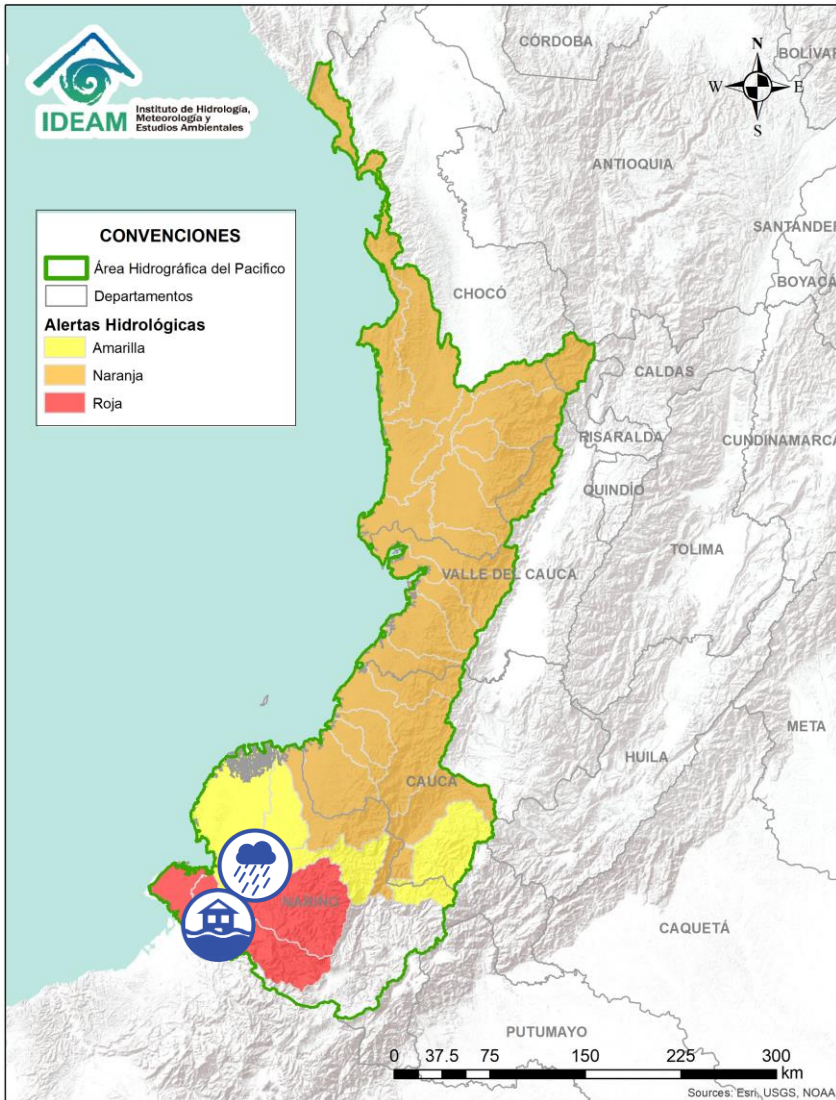 IDEAM
Instituto de Hidrología,
Meteorología y
Estudios Ambientales
CÓRDOBA
BOLÍVAR
N
W
E
S
ANTIOQUIA
CONVENCIONES
Área Hidrográfica del Pacifico
Departamentos
Alertas Hidrológicas
Amarilla
Naranja
Roja
SANTANDER
BOYACÁ
CHOCÓ
CALDAS
RISARALDA
CUNDINAMARCA
QUINDÍO
TOLIMA
VALLE DEL CAUCA
META
HUILA
CAUCA
NARIÑO
CAQUETÁ
PUTUMAYO
0 37.5 75 150 225 300
km
Sources: Esri, USGS, NOAA